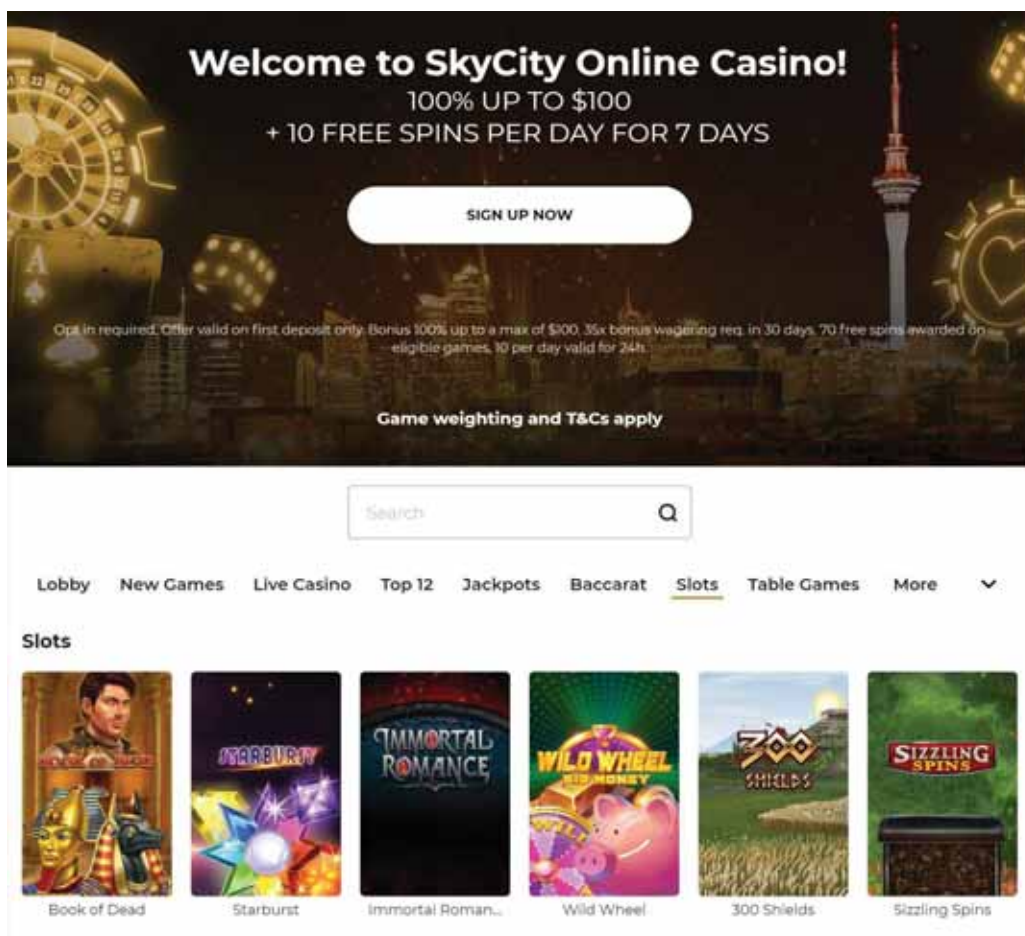 Welcome to SkyCity Online Casino!
100% UP TO $100
+ 10 FREE SPINS PER DAY FOR 7 DAYS
SIGN UP NOW
Opt in required. Offer valid on first deposit only. Bonus 100% up to a max of $100. 35x bonus wagering req. in 30 days. 70 free spins awarded on
eligible games, 10 per day valid for 24h.
Game weighting and T&Cs apply
Search
Lobby New Games Live Casino Top 12 Jackpots Baccarat Slots Table Games More
Slots
STARBURST
IMMORTAL
ROMANCE
WILD WHEEL
BIG MONEY
300
SHIELDS
SIZZLING
SPINS
Book of Dead Starburst Immortal Roman... Wild Wheel 300 Shields Sizzling Spins